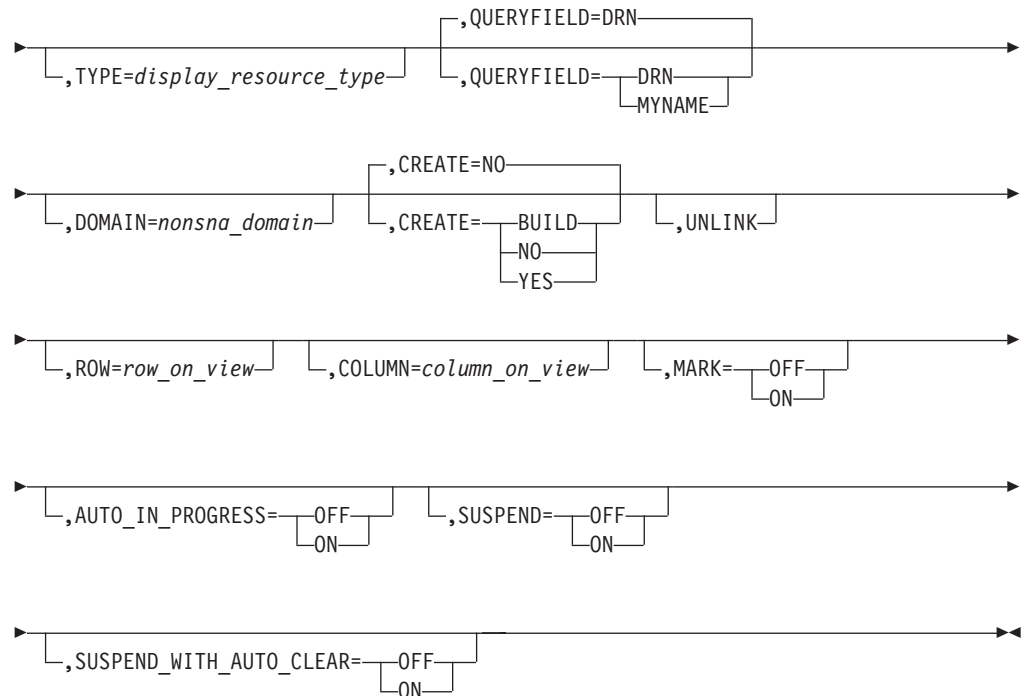 ,QUERYFIELD=DRN
,TYPE=display_resource_type ,QUERYFIELD= DRN
MYNAME
,CREATE=NO
,DOMAIN=nonsna_domain ,CREATE= BUILD ,UNLINK
NO
YES
,ROW=row_on_view ,COLUMN=column_on_view ,MARK= OFF
ON
,AUTO_IN_PROGRESS= OFF ,SUSPEND= OFF
ON ON
,SUSPEND_WITH_AUTO_CLEAR= OFF
ON